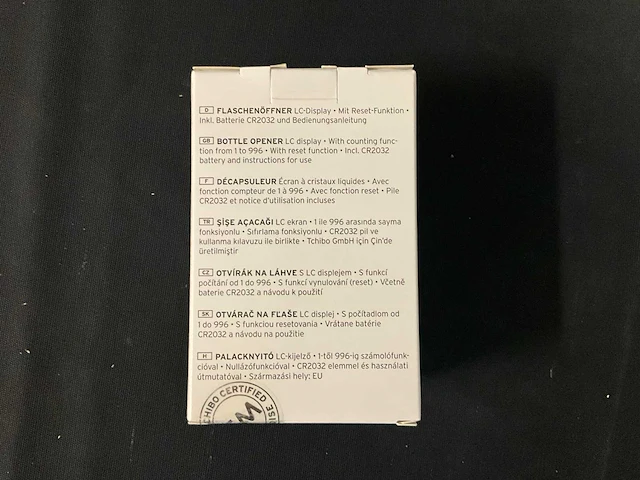 D FLASCHENÖFFNER LC-Display • Mit Reset-Funktion •
Inkl. Batterie CR2032 und Bedienungsanleitung
GB BOTTLE OPENER LC display • With counting func-
tion from 1 to 996 • With reset function • Incl. CR2032
battery and instructions for use
F DÉCAPSULEUR Écran à cristaux liquides • Avec
fonction compteur de 1 à 996 • Avec fonction reset • Pile
CR2032 et notice d'utilisation incluses
TR ŞİŞE AÇACAĞI LC ekran • 1 ile 996 arasında sayma
fonksiyonlu • Sıfırlama fonksiyonlu • CR2032 pil ve
kullanma kılavuzu ile birlikte • Tchibo GmbH için Çin'de
üretilmiştir
CZ OTVÍRÁK NA LÁHVE S LC displejem • S funkcí
počítání od 1 do 996 • S funkcí vynulování (reset) • Včetně
baterie CR2032 a návodu k použití
SK OTVÁRAČ NA FĽAŠE LC displej • S počítadlom od
1 do 996 • S funkciou resetovania • Vrátane batérie
CR2032 a návodu na použitie
H PALACKNYITÓ LC-kijelző • 1-től 996-ig számolófunk-
cióval • Nullázófunkcióval • CR2032 elemmel és használati
útmutatóval • Származási hely: EU
CHIBO CERTIFIED